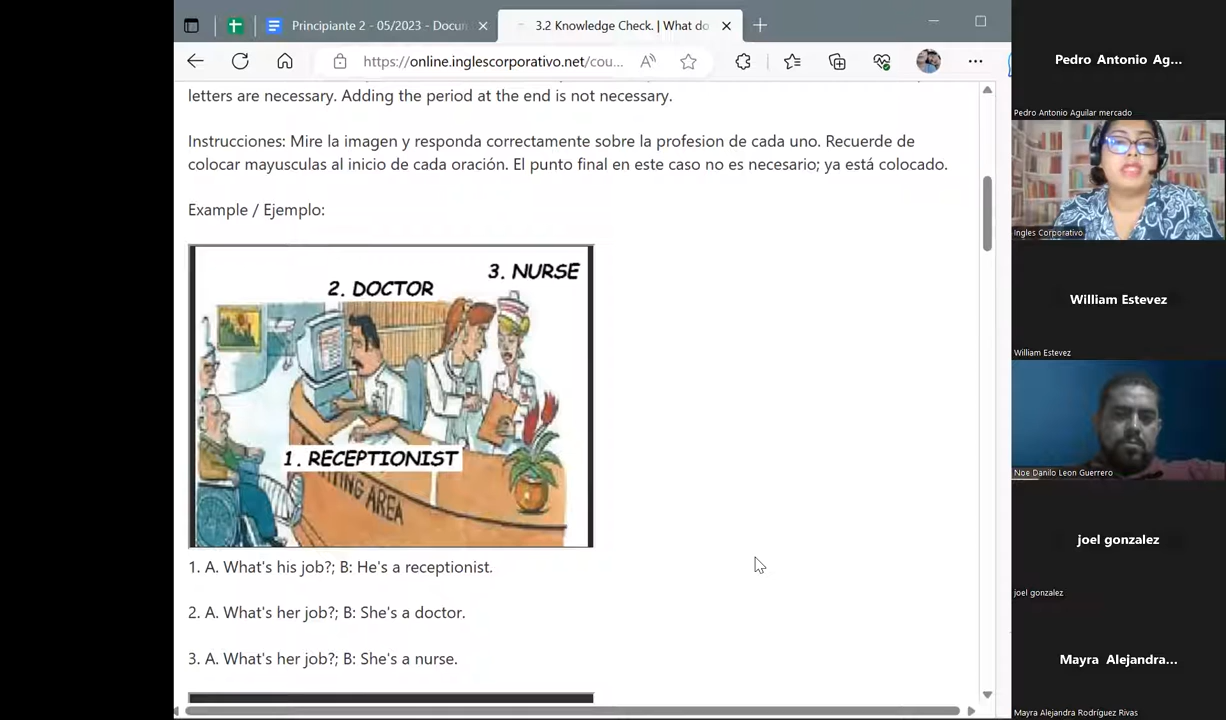 Principiante 2 - 05/2023 - Docum
3.2 Knowledge Check. | What do
https://online.inglescorporativo.net/cou...
letters are necessary. Adding the period at the end is not necessary.
Instrucciones: Mire la imagen y responda correctamente sobre la profesion de cada uno. Recuerde de
colocar mayusculas al inicio de cada oración. El punto final en este caso no es necesario; ya está colocado.
Example / Ejemplo:
3. NURSE
2. DOCTOR
1. RECEPTIONIST
AREA
1. A. What's his job?; B: He's a receptionist.
2. A. What's her job?; B: She's a doctor.
3. A. What's her job?; B: She's a nurse.
Pedro Antonio Ag...
Pedro Antonio Aguilar mercado
Ingles Corporativo
William Estevez
William Estevez
Noe Danilo Leon Guerrero
joel gonzalez
joel gonzalez
Mayra Alejandra...
Mayra Alejandra Rodríguez Rivas